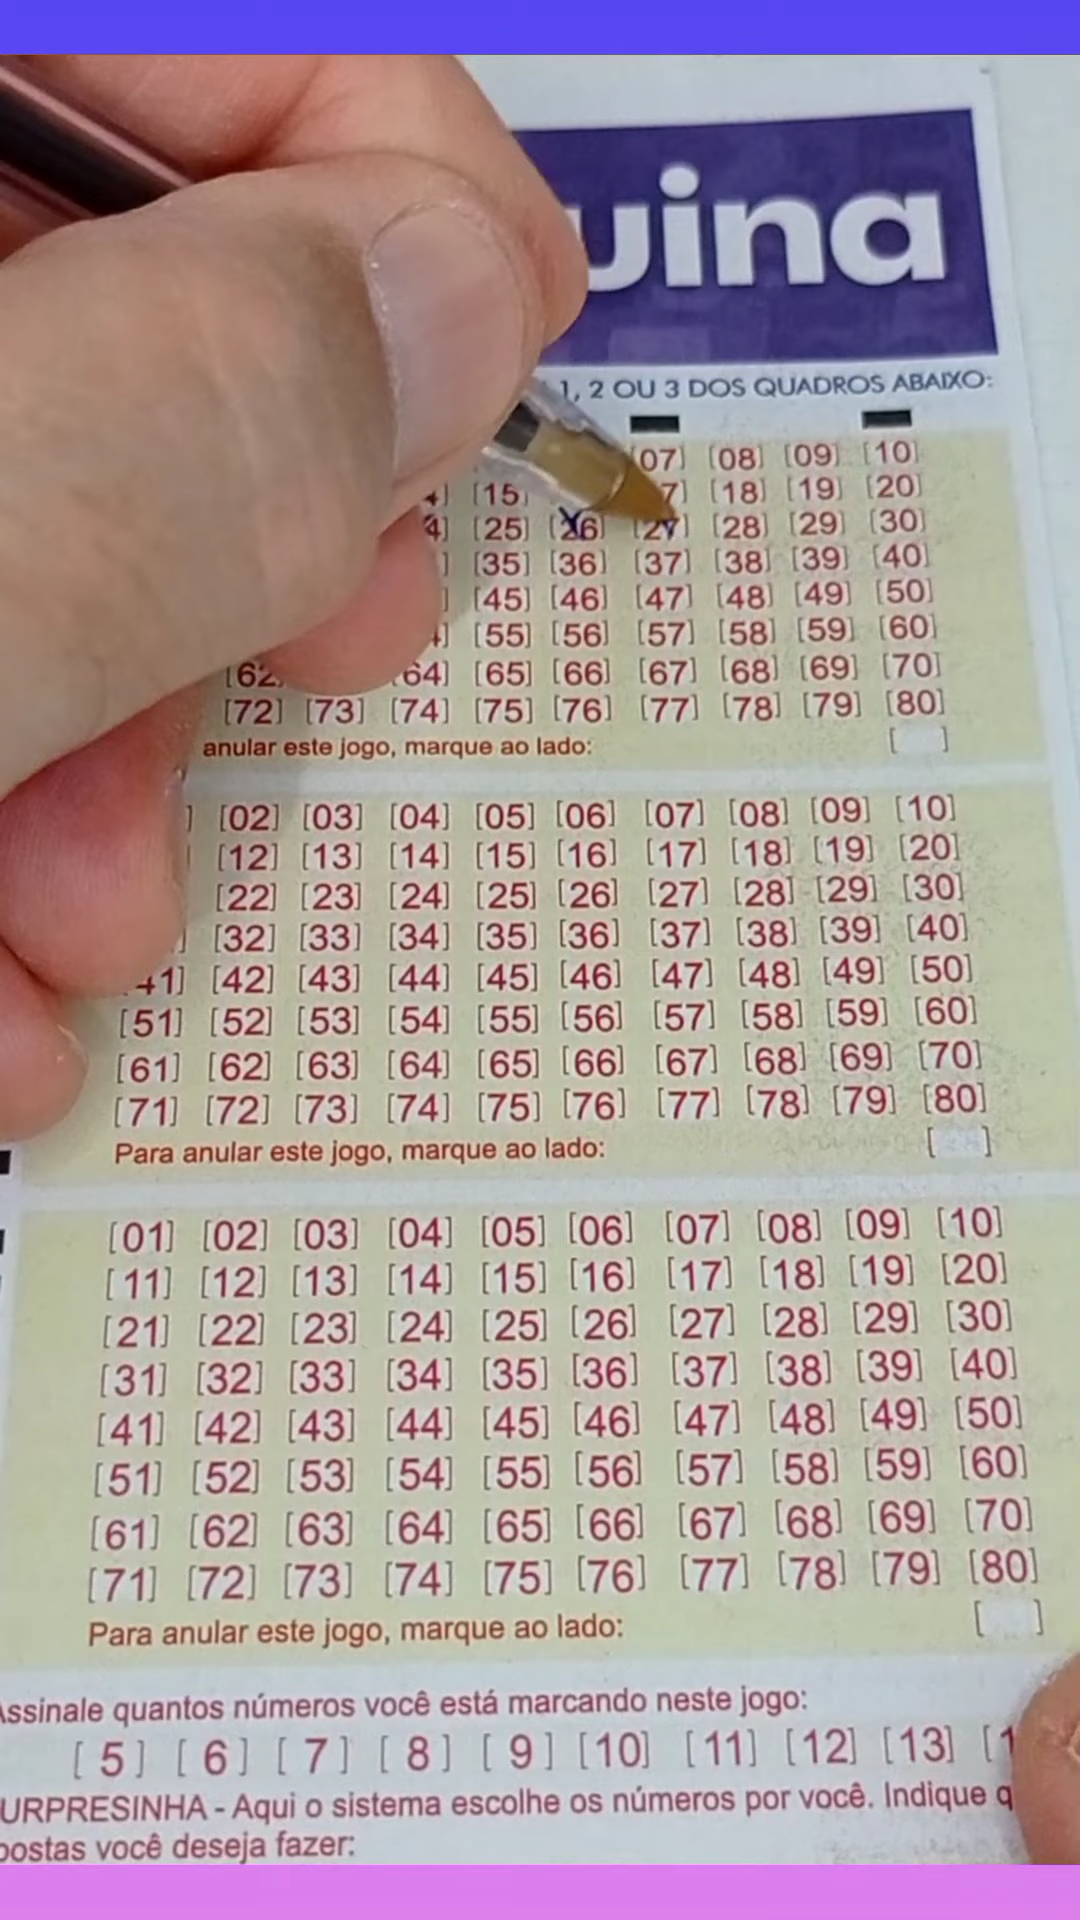 uina
1, 2 OU 3 DOS QUADROS ABAIXO:
[07] [08] [09] [10]
[15] 7] [18] [19] [20]
4] [25] [26] [27] [28] [29] [30]
] [35] [36] [37] [38] [39] [40]
] [45] [46] [47] [48] [49] [50]
] [55] [56] [57] [58] [59] [60]
[62 64] [65] [66] [67] [68] [69] [70]
[72] [73] [74] [75] [76] [77] [78] [79] [80]
anular este jogo, marque ao lado: [ ]
] [02] [03] [04] [05] [06] [07] [08] [09] [10]
[12] [13] [14] [15] [16] [17] [18] [19] [20]
[22] [23] [24] [25] [26] [27] [28] [29] [30]
] [32] [33] [34] [35] [36] [37] [38] [39] [40]
41] [42] [43] [44] [45] [46] [47] [48] [49] [50]
[51] [52] [53] [54] [55] [56] [57] [58] [59] [60]
[61] [62] [63] [64] [65] [66] [67] [68] [69] [70]
[71] [72] [73] [74] [75] [76] [77] [78] [79] [80]
Para anular este jogo, marque ao lado: [ ]
[01] [02] [03] [04] [05] [06] [07] [08] [09] [10]
[11] [12] [13] [14] [15] [16] [17] [18] [19] [20]
[21] [22] [23] [24] [25] [26] [27] [28] [29] [30]
[31] [32] [33] [34] [35] [36] [37] [38] [39] [40]
[41] [42] [43] [44] [45] [46] [47] [48] [49] [50]
[51] [52] [53] [54] [55] [56] [57] [58] [59] [60]
[61] [62] [63] [64] [65] [66] [67] [68] [69] [70]
[71] [72] [73] [74] [75] [76] [77] [78] [79] [80]
Para anular este jogo, marque ao lado: [ ]
Assinale quantos números você está marcando neste jogo:
[ 5 ] [ 6 ] [ 7 ] [ 8 ] [ 9 ] [10] [11] [12] [13] [1
URPRESINHA - Aqui o sistema escolhe os números por você. Indique q
postas você deseja fazer: